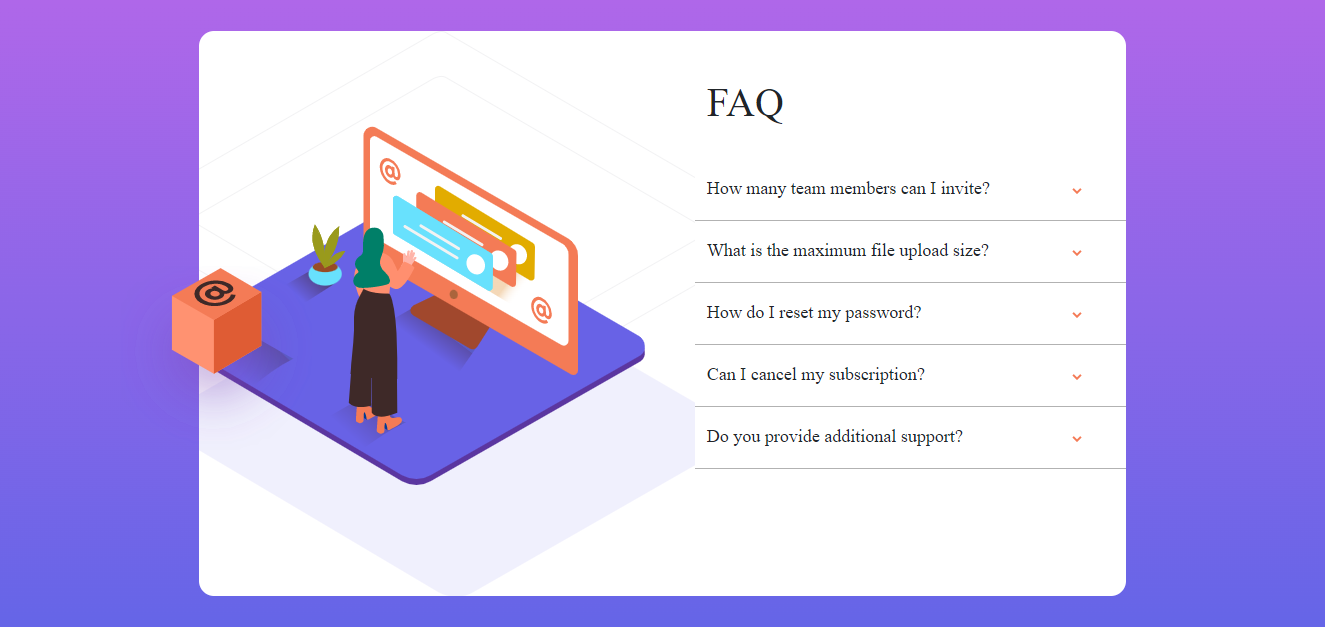 @
@
@
FAQ
How many team members can I invite?
What is the maximum file upload size?
How do I reset my password?
Can I cancel my subscription?
Do you provide additional support?